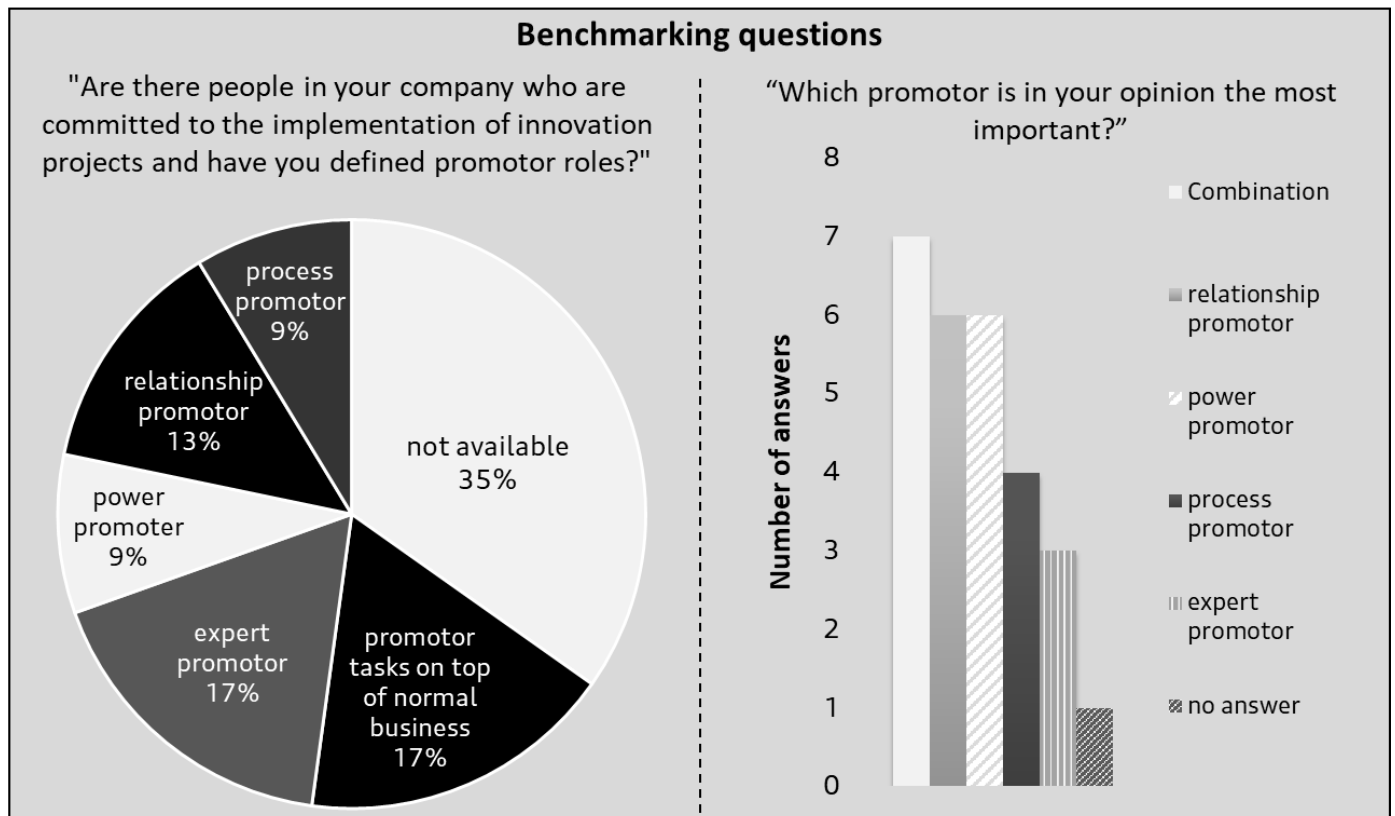 Benchmarking questions
"Are there people in your company who are
committed to the implementation of innovation
projects and have you defined promotor roles?"
process
promotor
9%
relationship
promotor
13%
not available
35%
power
promoter
9%
expert
promotor
17%
promotor
tasks on top
of normal
business
17%
“Which promotor is in your opinion the most
important?”
Number of answers
8
7
6
5
4
3
2
1
0
Combination
relationship
promotor
power
promotor
process
promotor
expert
promotor
no answer